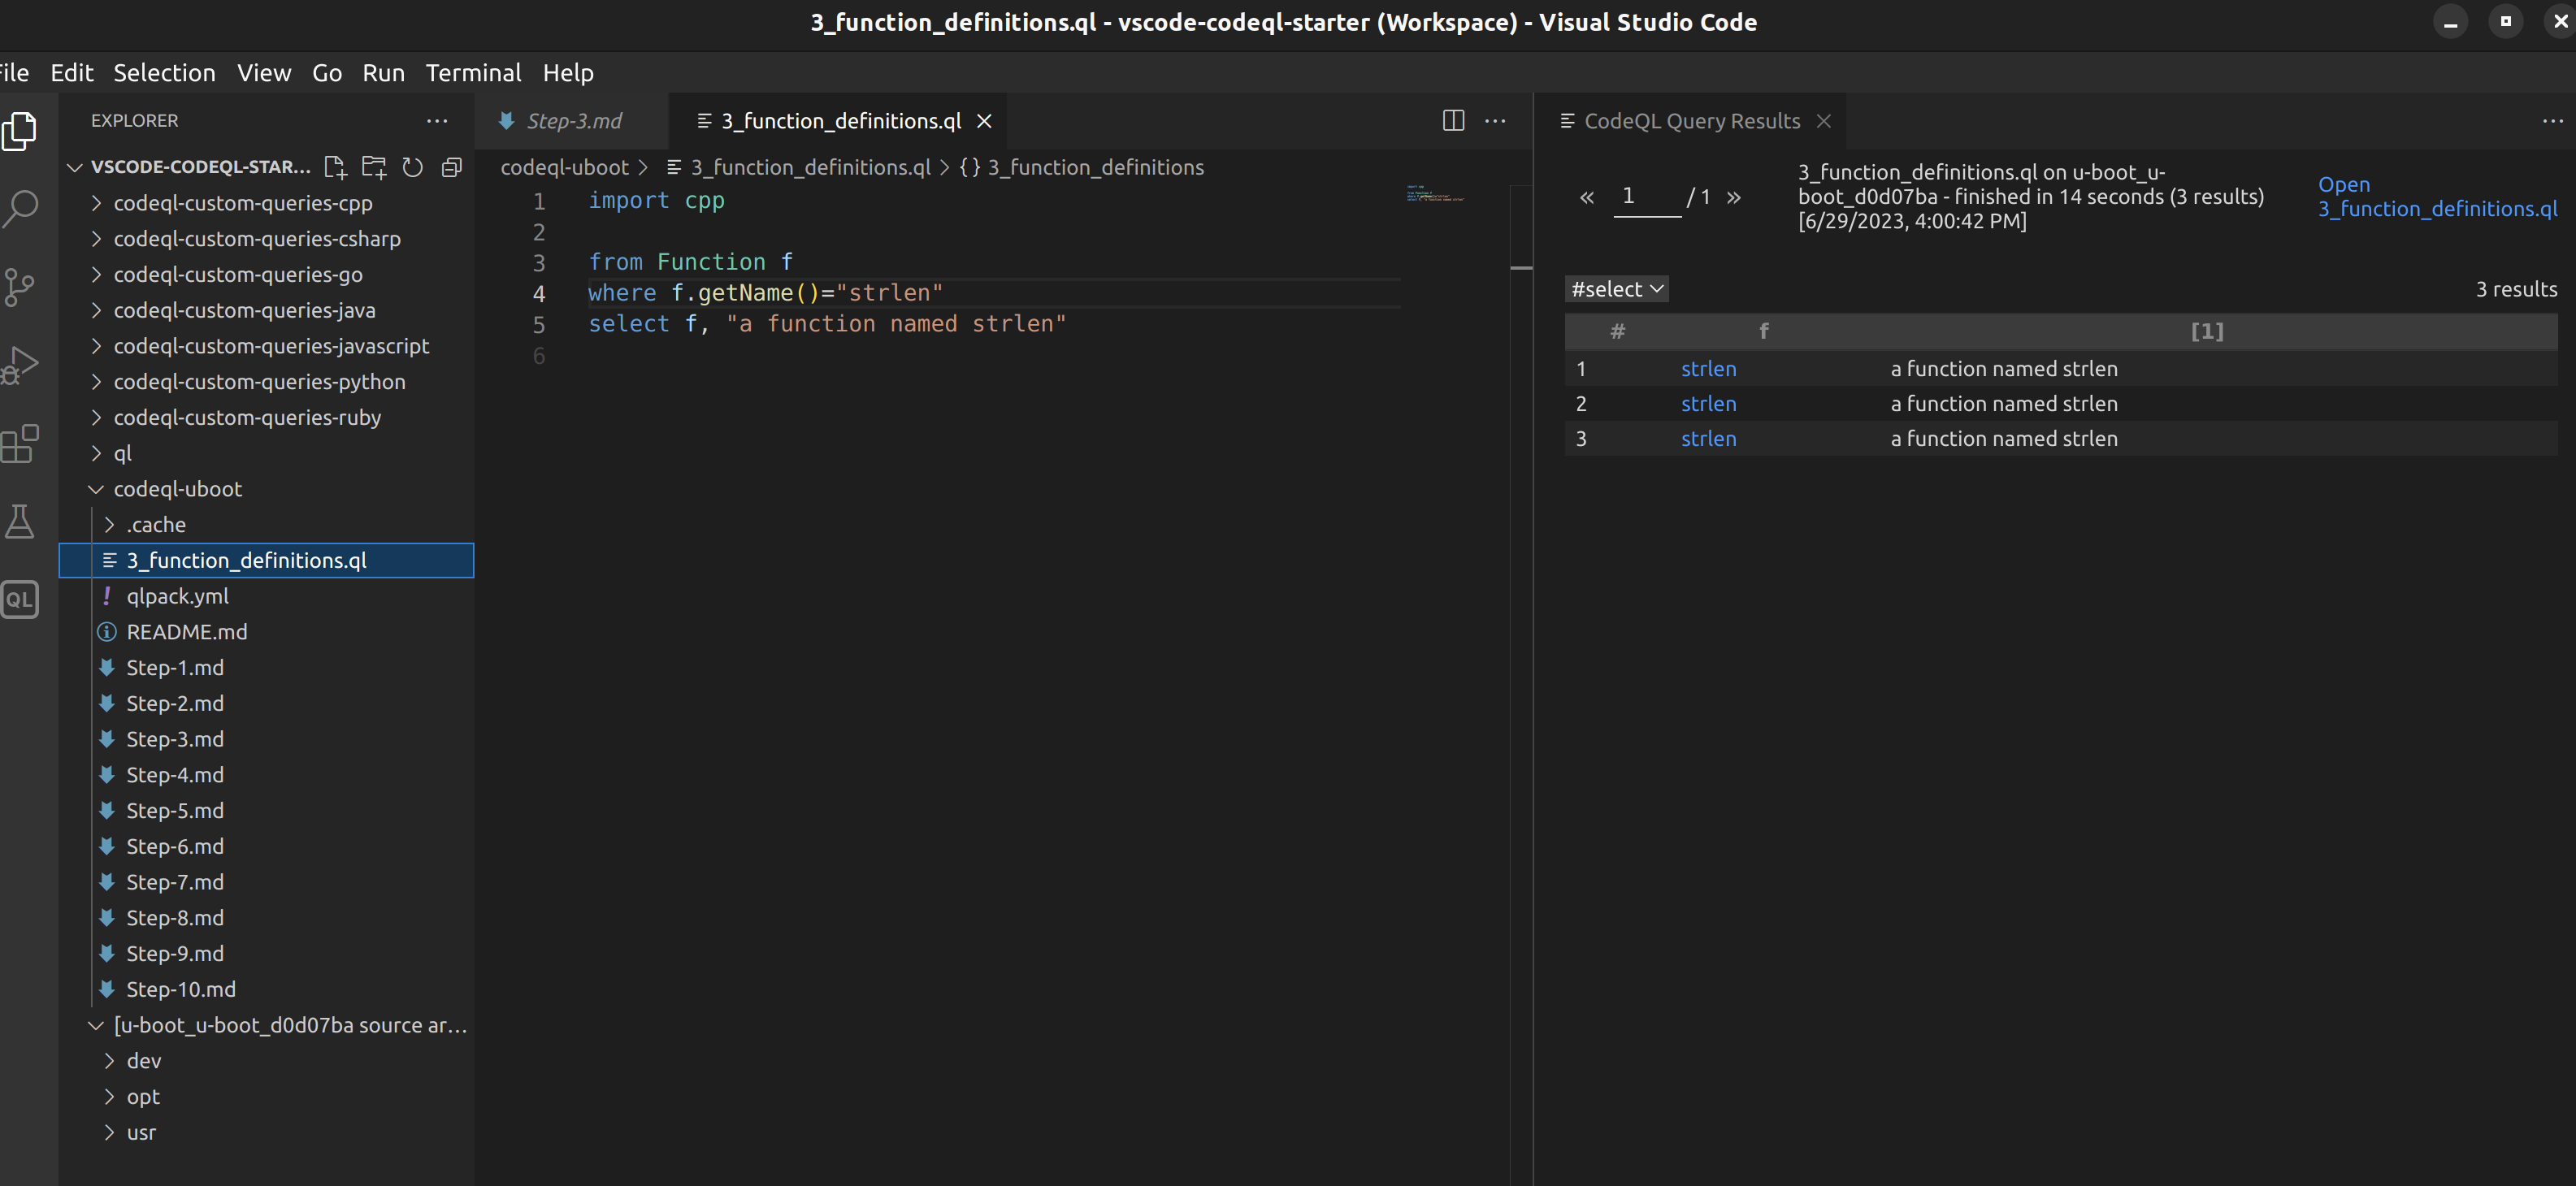 3_function_definitions.ql - vscode-codeql-starter (Workspace) - Visual Studio Code
ile Edit Selection View Go Run Terminal Help
EXPLORER
VSCODE-CODEQL-STAR...
codeql-custom-queries-cpp
codeql-custom-queries-csharp
codeql-custom-queries-go
codeql-custom-queries-java
codeql-custom-queries-javascript
codeql-custom-queries-python
codeql-custom-queries-ruby
ql
codeql-uboot
.cache
3_function_definitions.ql
! qlpack.yml
README.md
Step-1.md
Step-2.md
Step-3.md
Step-4.md
Step-5.md
Step-6.md
Step-7.md
Step-8.md
Step-9.md
Step-10.md
[u-boot_u-boot_d0d07ba source ar...
dev
opt
usr
QL
Step-3.md 3_function_definitions.ql
codeql-uboot > 3_function_definitions.ql > {} 3_function_definitions
1 import cpp
2
3 from Function f
4 where f.getName()="strlen"
5 select f, "a function named strlen"
6
CodeQL Query Results
« 1 / 1 »
3_function_definitions.ql on u-boot_u-
boot_d0d07ba - finished in 14 seconds (3 results)
[6/29/2023, 4:00:42 PM]
Open
3_function_definitions.ql
#select 3 results
# f [1]
1 strlen a function named strlen
2 strlen a function named strlen
3 strlen a function named strlen